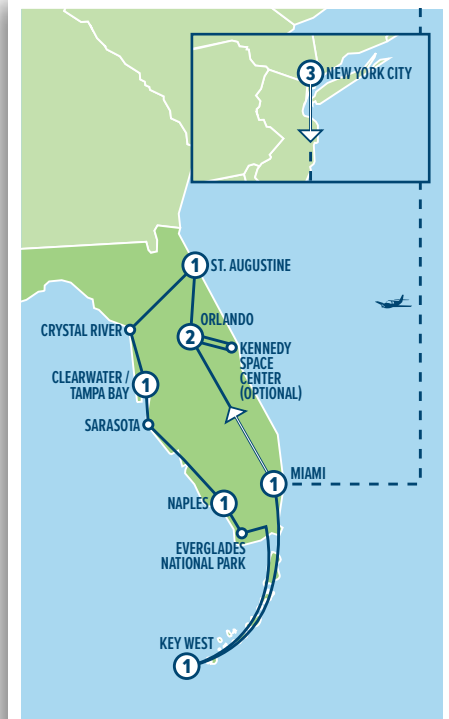 3 NEW YORK CITY
1 ST. AUGUSTINE
ORLANDO
2
CRYSTAL RIVER
KENNEDY
SPACE
CENTER
(OPTIONAL)
CLEARWATER /
TAMPA BAY
1
SARASOTA
1 MIAMI
NAPLES 1
EVERGLADES
NATIONAL PARK
KEY WEST
1